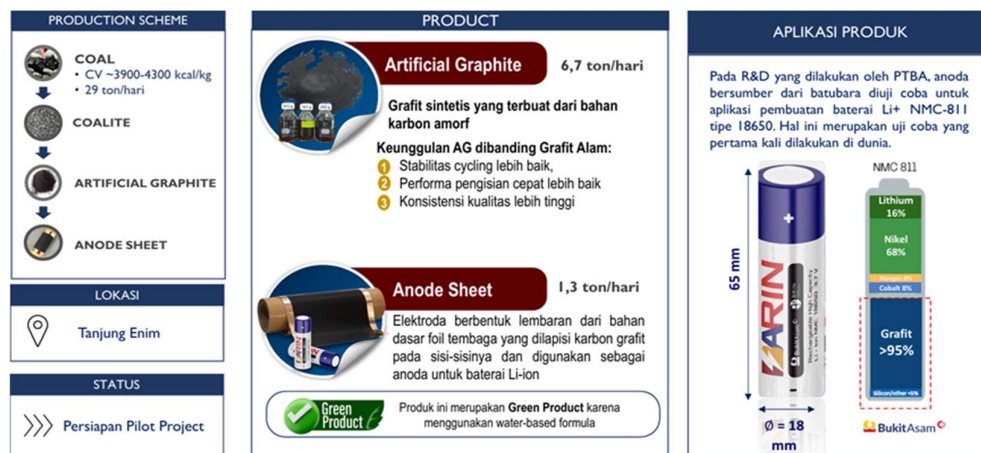 PRODUCTION SCHEME
COAL
• CV ~3900-4300 kcal/kg
• 29 ton/hari
COALITE
ARTIFICIAL GRAPHITE
ANODE SHEET
LOKASI
Tanjung Enim
STATUS
Persiapan Pilot Project
PRODUCT
Artificial Graphite
6,7 ton/hari
Grafit sintetis yang terbuat dari bahan
karbon amorf
Keunggulan AG dibanding Grafit Alam:
1 Stabilitas cycling lebih baik,
2 Performa pengisian cepat lebih baik
3 Konsistensi kualitas lebih tinggi
Anode Sheet
1,3 ton/hari
Elektroda berbentuk lembaran dari bahan
dasar foil tembaga yang dilapisi karbon grafit
pada sisi-sisinya dan digunakan sebagai
anoda untuk baterai Li-ion
Green
Product
Produk ini merupakan Green Product karena
menggunakan water-based formula
APLIKASI PRODUK
Pada R&D yang dilakukan oleh PTBA, anoda
bersumber dari batubara diuji coba untuk
aplikasi pembuatan baterai Li+ NMC-811
tipe 18650. Hal ini merupakan uji coba yang
pertama kali dilakukan di dunia.
65 mm
ARIN
Rechargeable High Capacity
Ø = 18
mm
NMC 811
Lithium
16%
Nikel
68%
Cobalt 8%
Grafit
>95%
Silicon/other <5%
BukitAsam